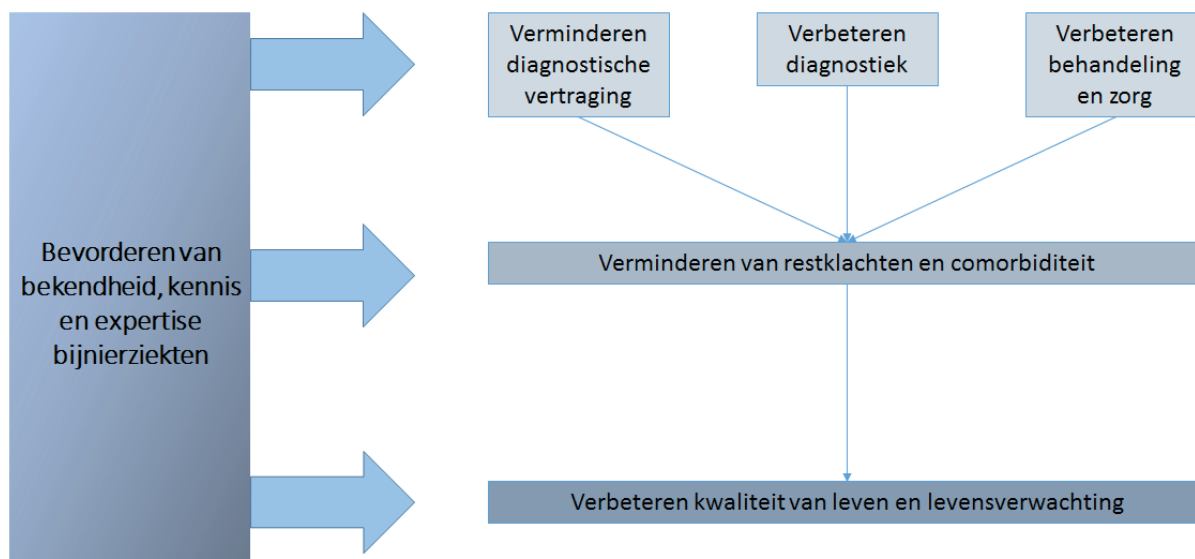 Bevorderen van
bekendheid, kennis
en expertise
bijnierziekten
Verminderen
diagnostische
vertraging
Verbeteren
diagnostiek
Verbeteren
behandeling
en zorg
Verminderen van restklachten en comorbiditeit
Verbeteren kwaliteit van leven en levensverwachting